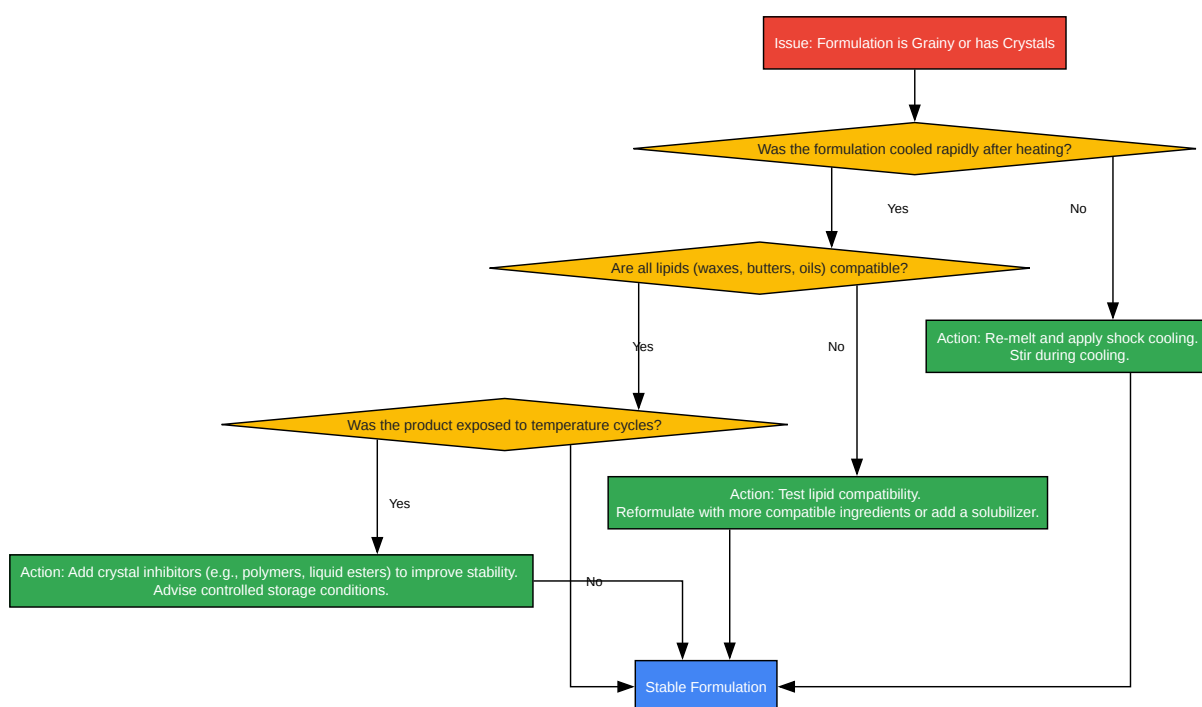 Issue: Formulation is Grainy or has Crystals
Was the formulation cooled rapidly after heating?
Yes
No
Are all lipids (waxes, butters, oils) compatible?
Yes
No
Action: Re-melt and apply shock cooling.
Stir during cooling.
Was the product exposed to temperature cycles?
Yes
Action: Test lipid compatibility.
Reformulate with more compatible ingredients or add a solubilizer.
Action: Add crystal inhibitors (e.g., polymers, liquid esters) to improve stability.
Advise controlled storage conditions.
No
Stable Formulation